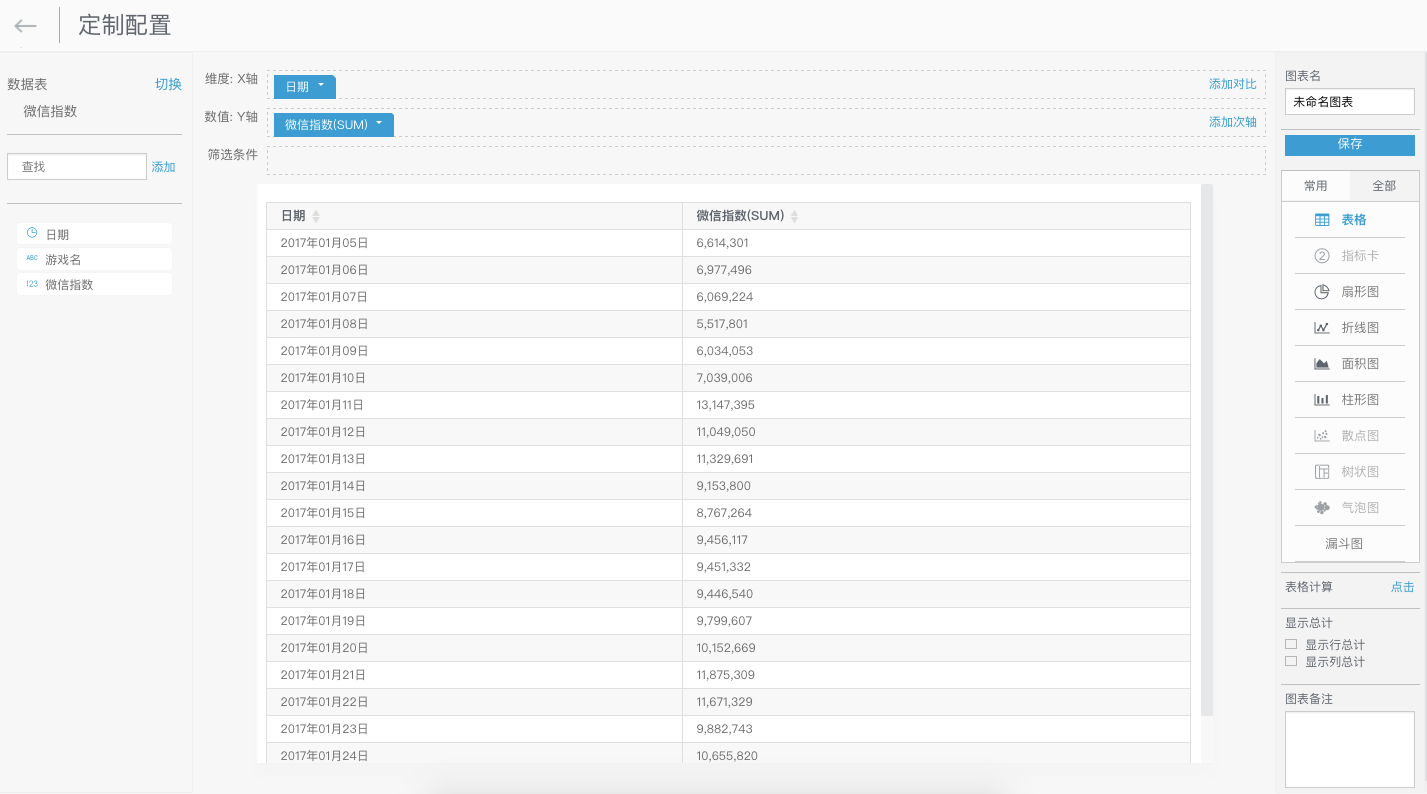 定制配置
数据表 切换
微信指数
查找 添加
日期
ABC 游戏名
123 微信指数
维度: X轴 日期 添加对比
数值: Y轴 微信指数(SUM) 添加次轴
筛选条件
日期 微信指数(SUM)
2017年01月05日 6,614,301
2017年01月06日 6,977,496
2017年01月07日 6,069,224
2017年01月08日 5,517,801
2017年01月09日 6,034,053
2017年01月10日 7,039,006
2017年01月11日 13,147,395
2017年01月12日 11,049,050
2017年01月13日 11,329,691
2017年01月14日 9,153,800
2017年01月15日 8,767,264
2017年01月16日 9,456,117
2017年01月17日 9,451,332
2017年01月18日 9,446,540
2017年01月19日 9,799,607
2017年01月20日 10,152,669
2017年01月21日 11,875,309
2017年01月22日 11,671,329
2017年01月23日 9,882,743
2017年01月24日 10,655,820
图表名
未命名图表
保存
常用 全部
表格
2 指标卡
扇形图
折线图
面积图
柱形图
散点图
树状图
气泡图
漏斗图
表格计算 点击
显示总计
显示行总计
显示列总计
图表备注